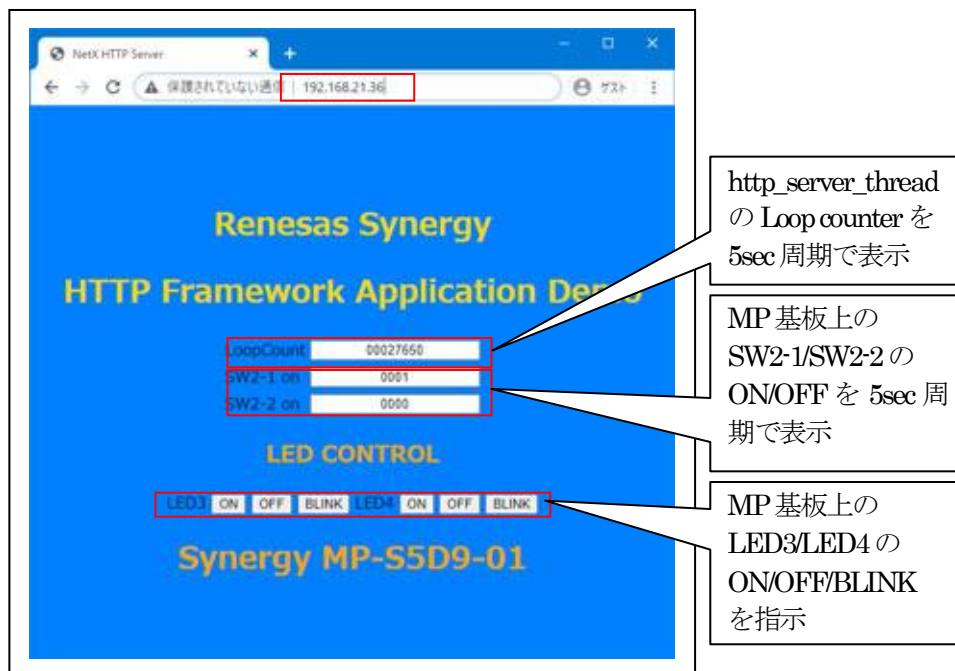 NetX HTTP Server
保護されていない通信 192.168.21.36
ゲスト
Renesas Synergy
HTTP Framework Application Demo
LoopCount 00027650
SW2-1 on 0001
SW2-2 on 0000
LED CONTROL
LED3 ON OFF BLINK LED4 ON OFF BLINK
Synergy MP-S5D9-01
http_server_thread
の Loop counter を
5sec 周期で表示
MP 基板上の
SW2-1/SW2-2 の
ON/OFF を 5sec 周
期で表示
MP 基板上の
LED3/LED4 の
ON/OFF/BLINK
を指示